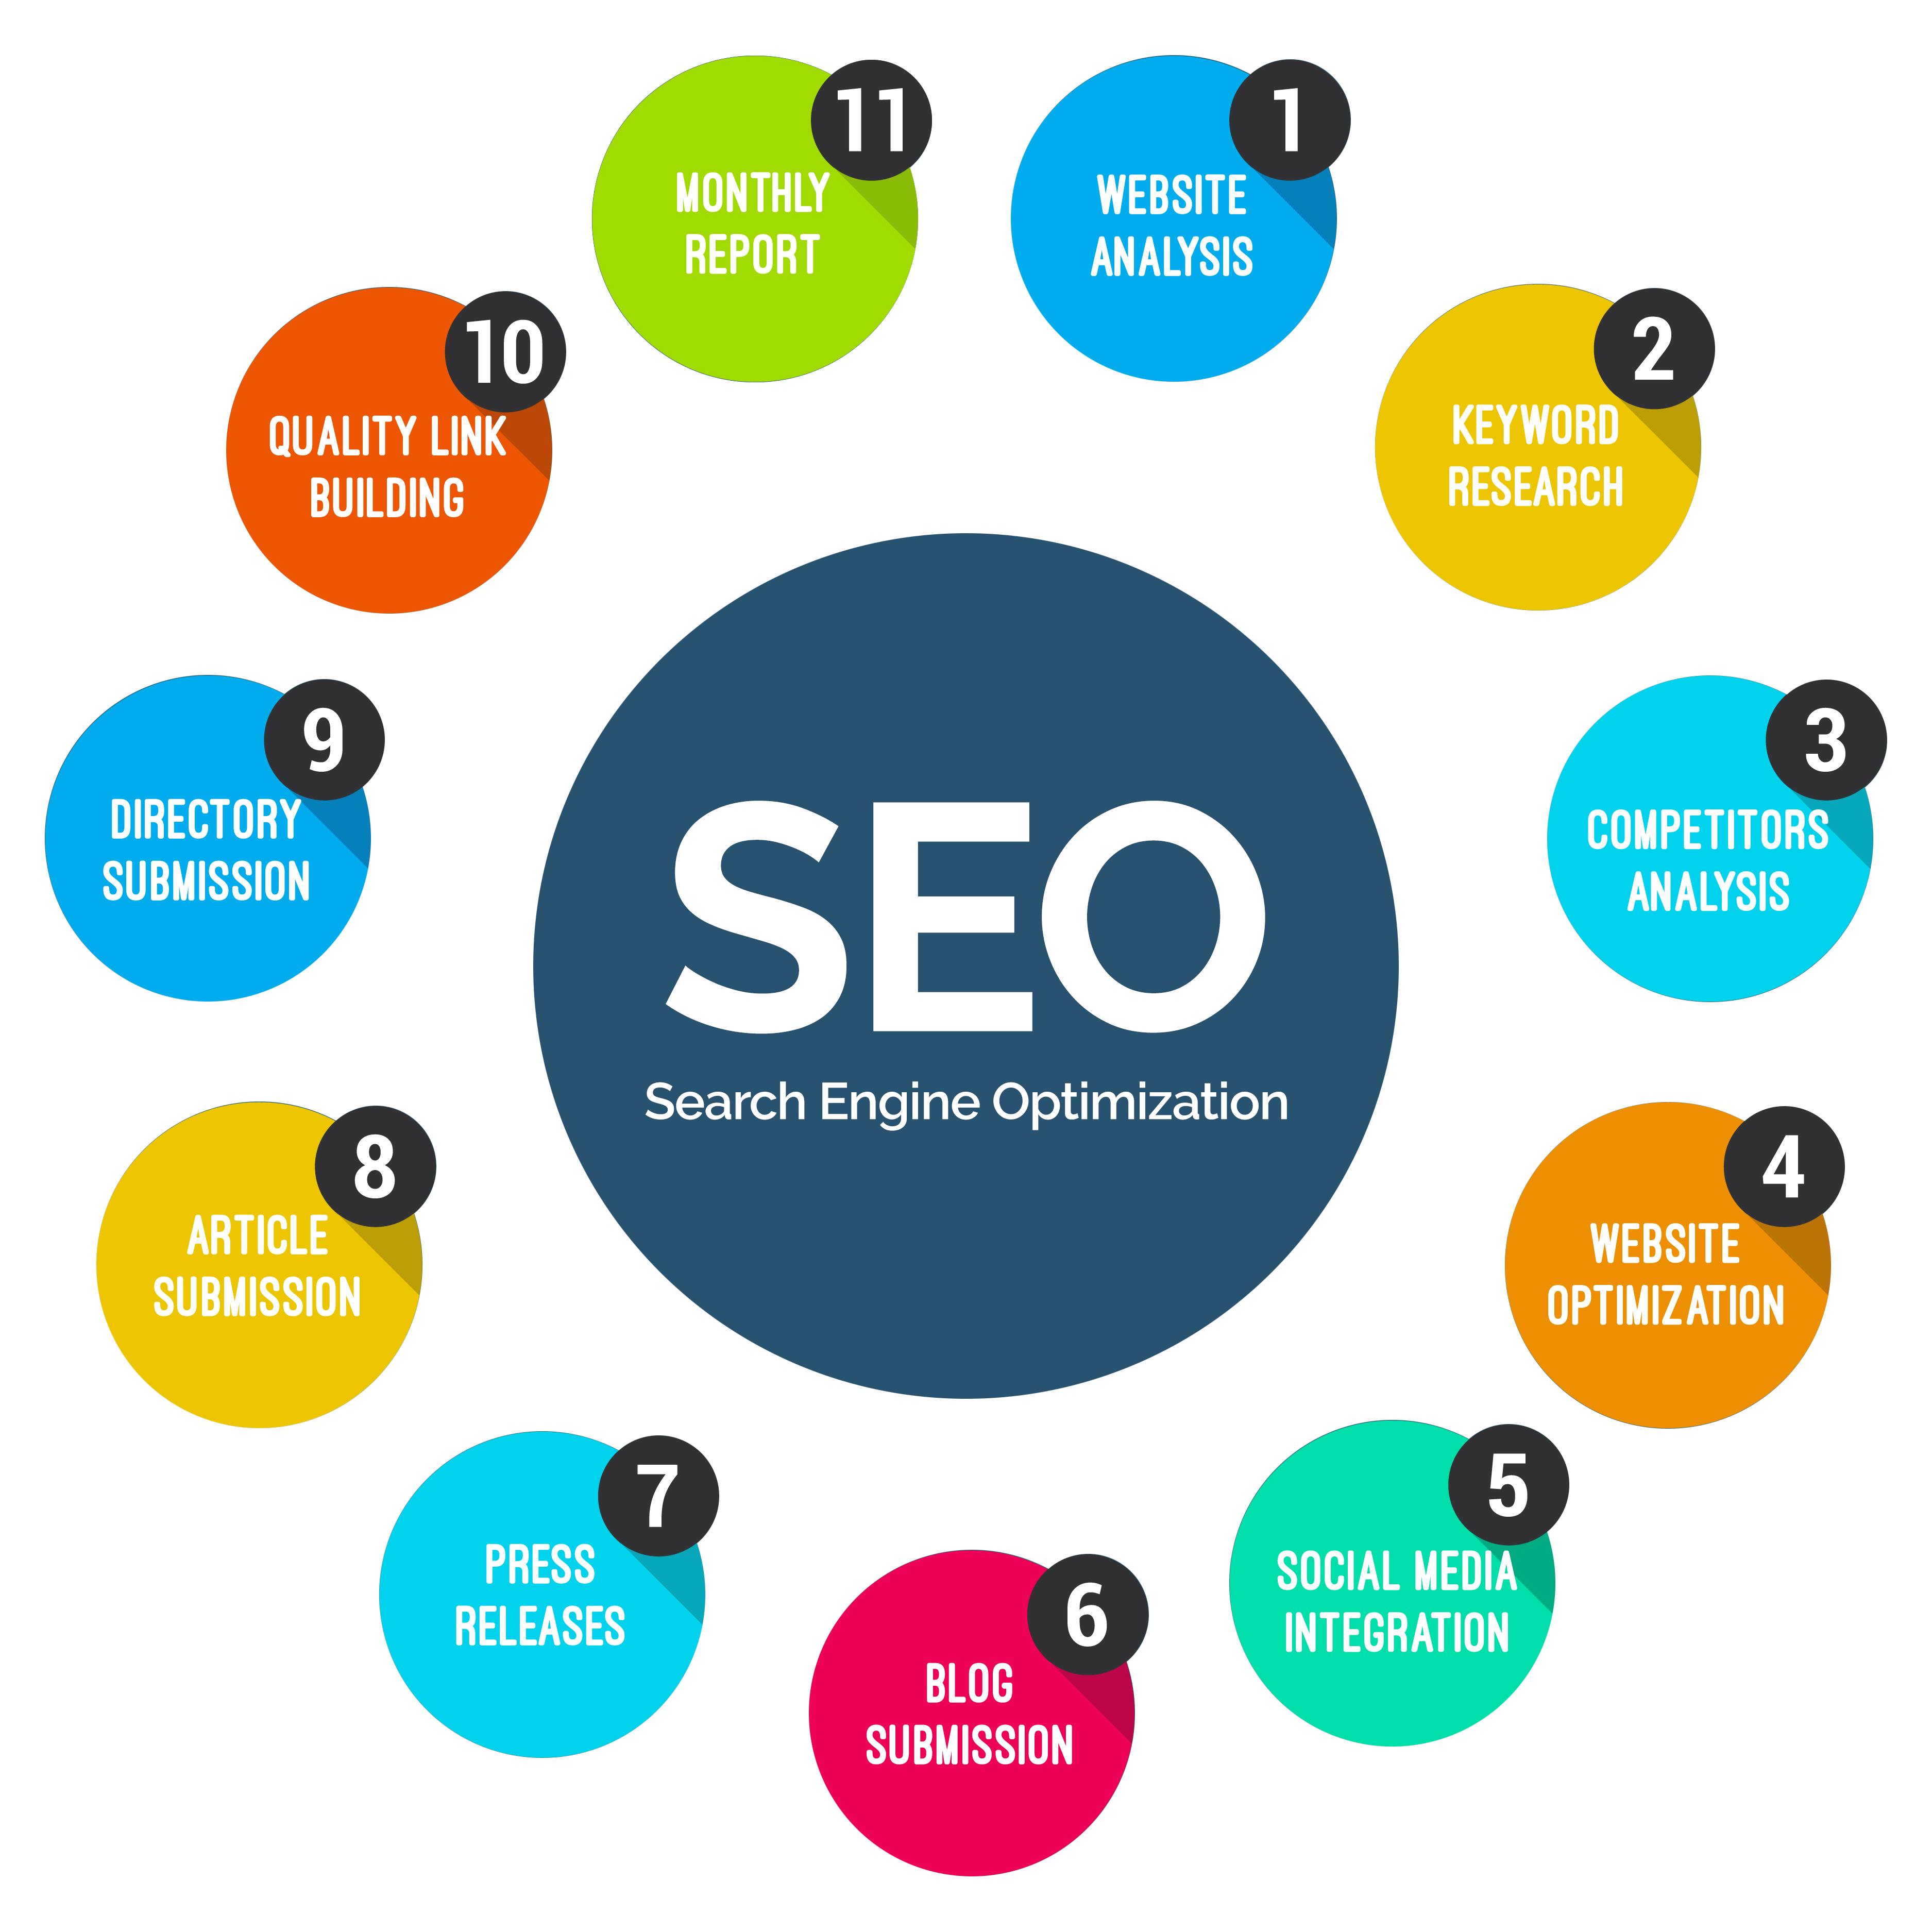 SEO
Search Engine Optimization
1
WEBSITE
ANALYSIS
2
KEYWORD
RESEARCH
3
COMPETITORS
ANALYSIS
4
WEBSITE
OPTIMIZATION
5
SOCIAL MEDIA
INTEGRATION
6
BLOG
SUBMISSION
7
PRESS
RELEASES
8
ARTICLE
SUBMISSION
9
DIRECTORY
SUBMISSION
10
QUALITY LINK
BUILDING
11
MONTHLY
REPORT